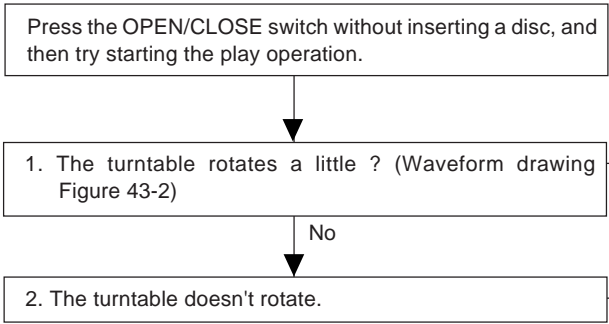 Press the OPEN/CLOSE switch without inserting a disc, and
then try starting the play operation.
1. The turntable rotates a little ? (Waveform drawing
Figure 43-2)
No
2. The turntable doesn't rotate.